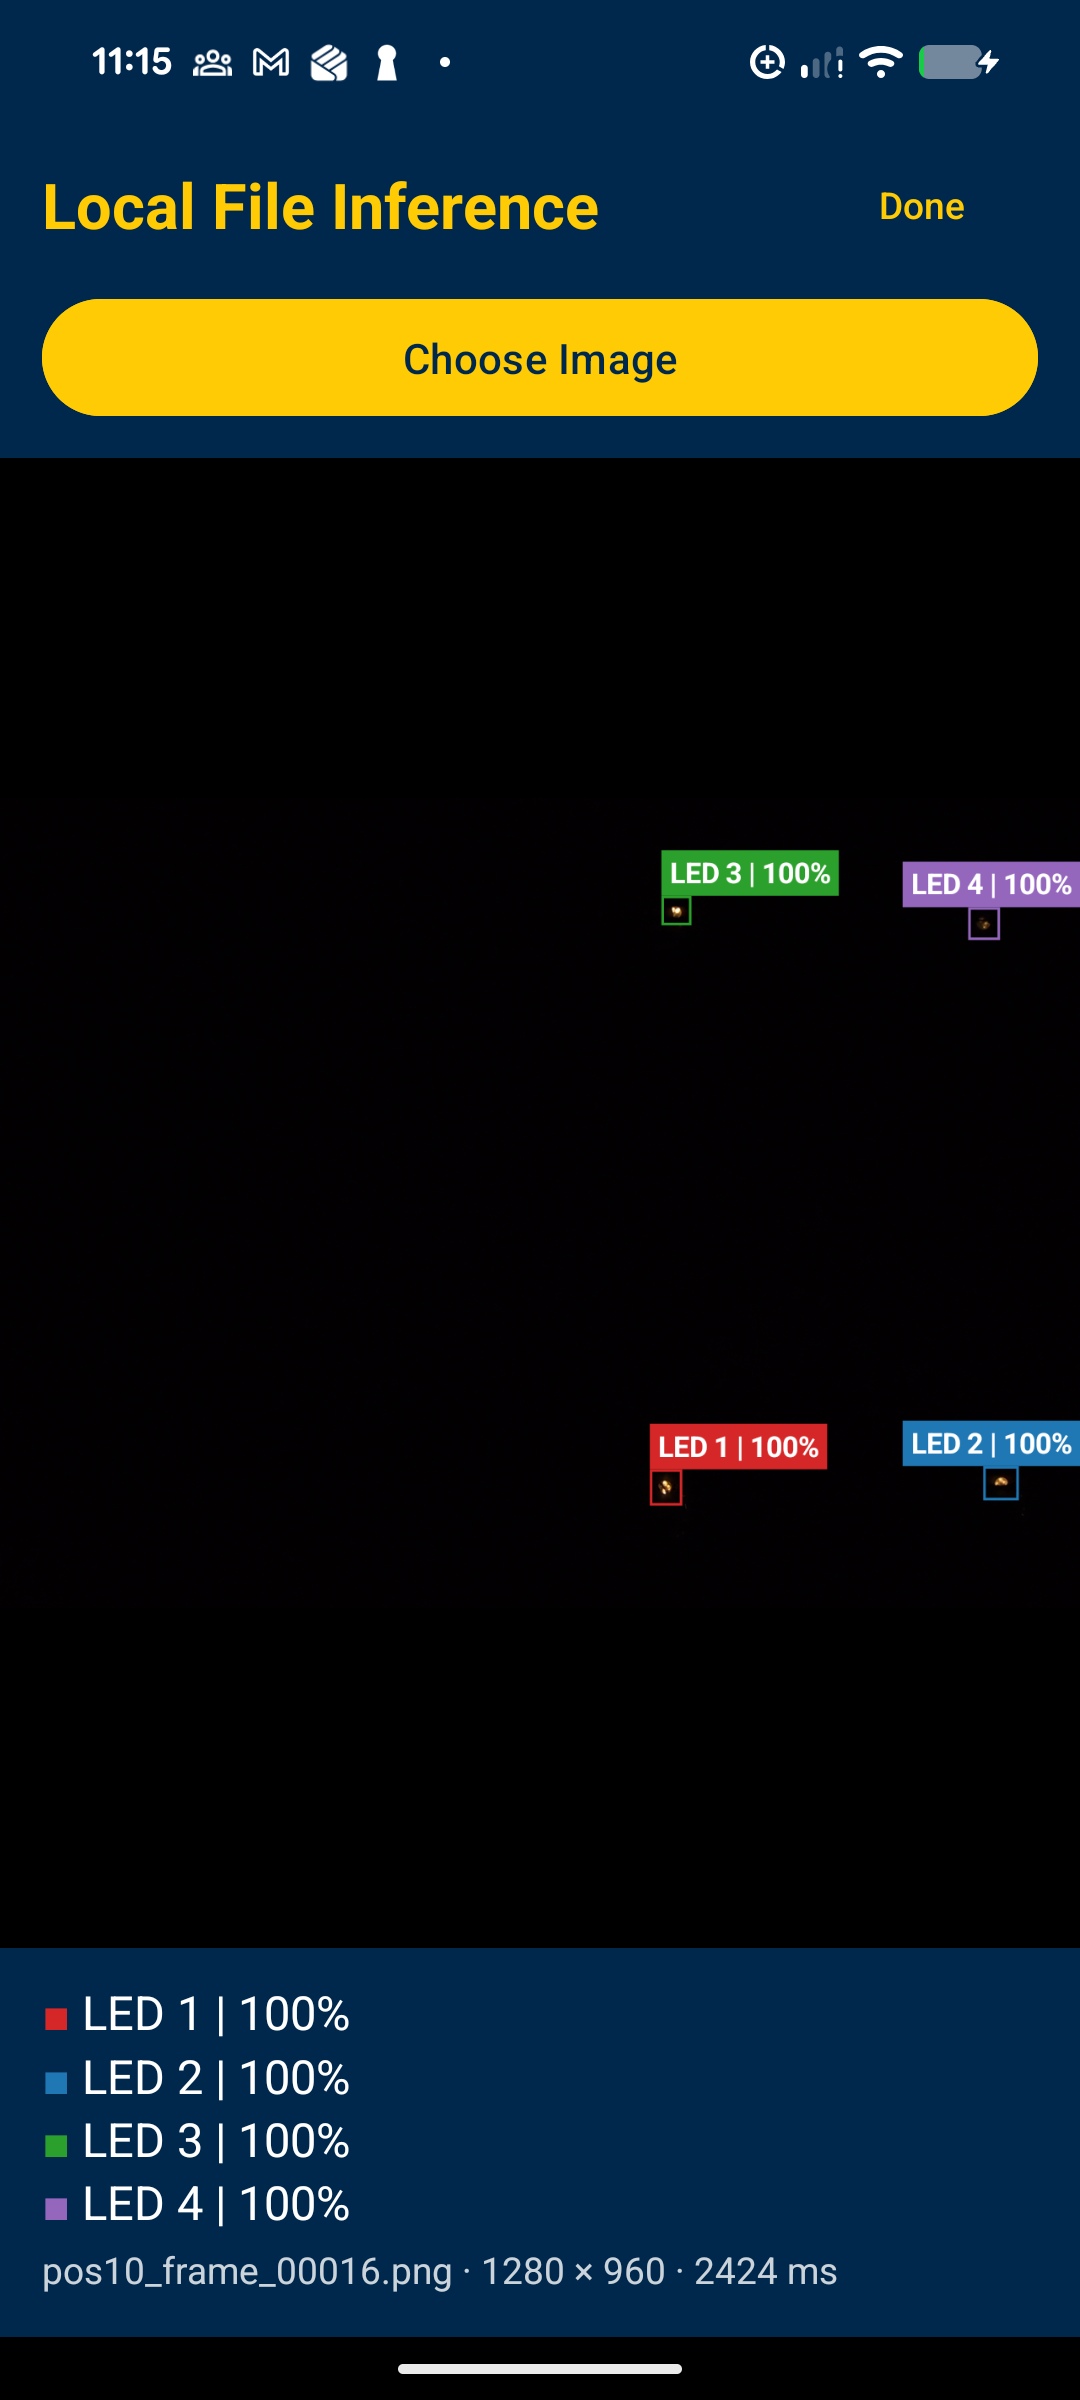 11:15
Local File Inference
Done
Choose Image
LED 3 | 100%
LED 4 | 100%
LED 1 | 100%
LED 2 | 100%
LED 1 | 100%
LED 2 | 100%
LED 3 | 100%
LED 4 | 100%
pos10_frame_00016.png · 1280 × 960 · 2424 ms